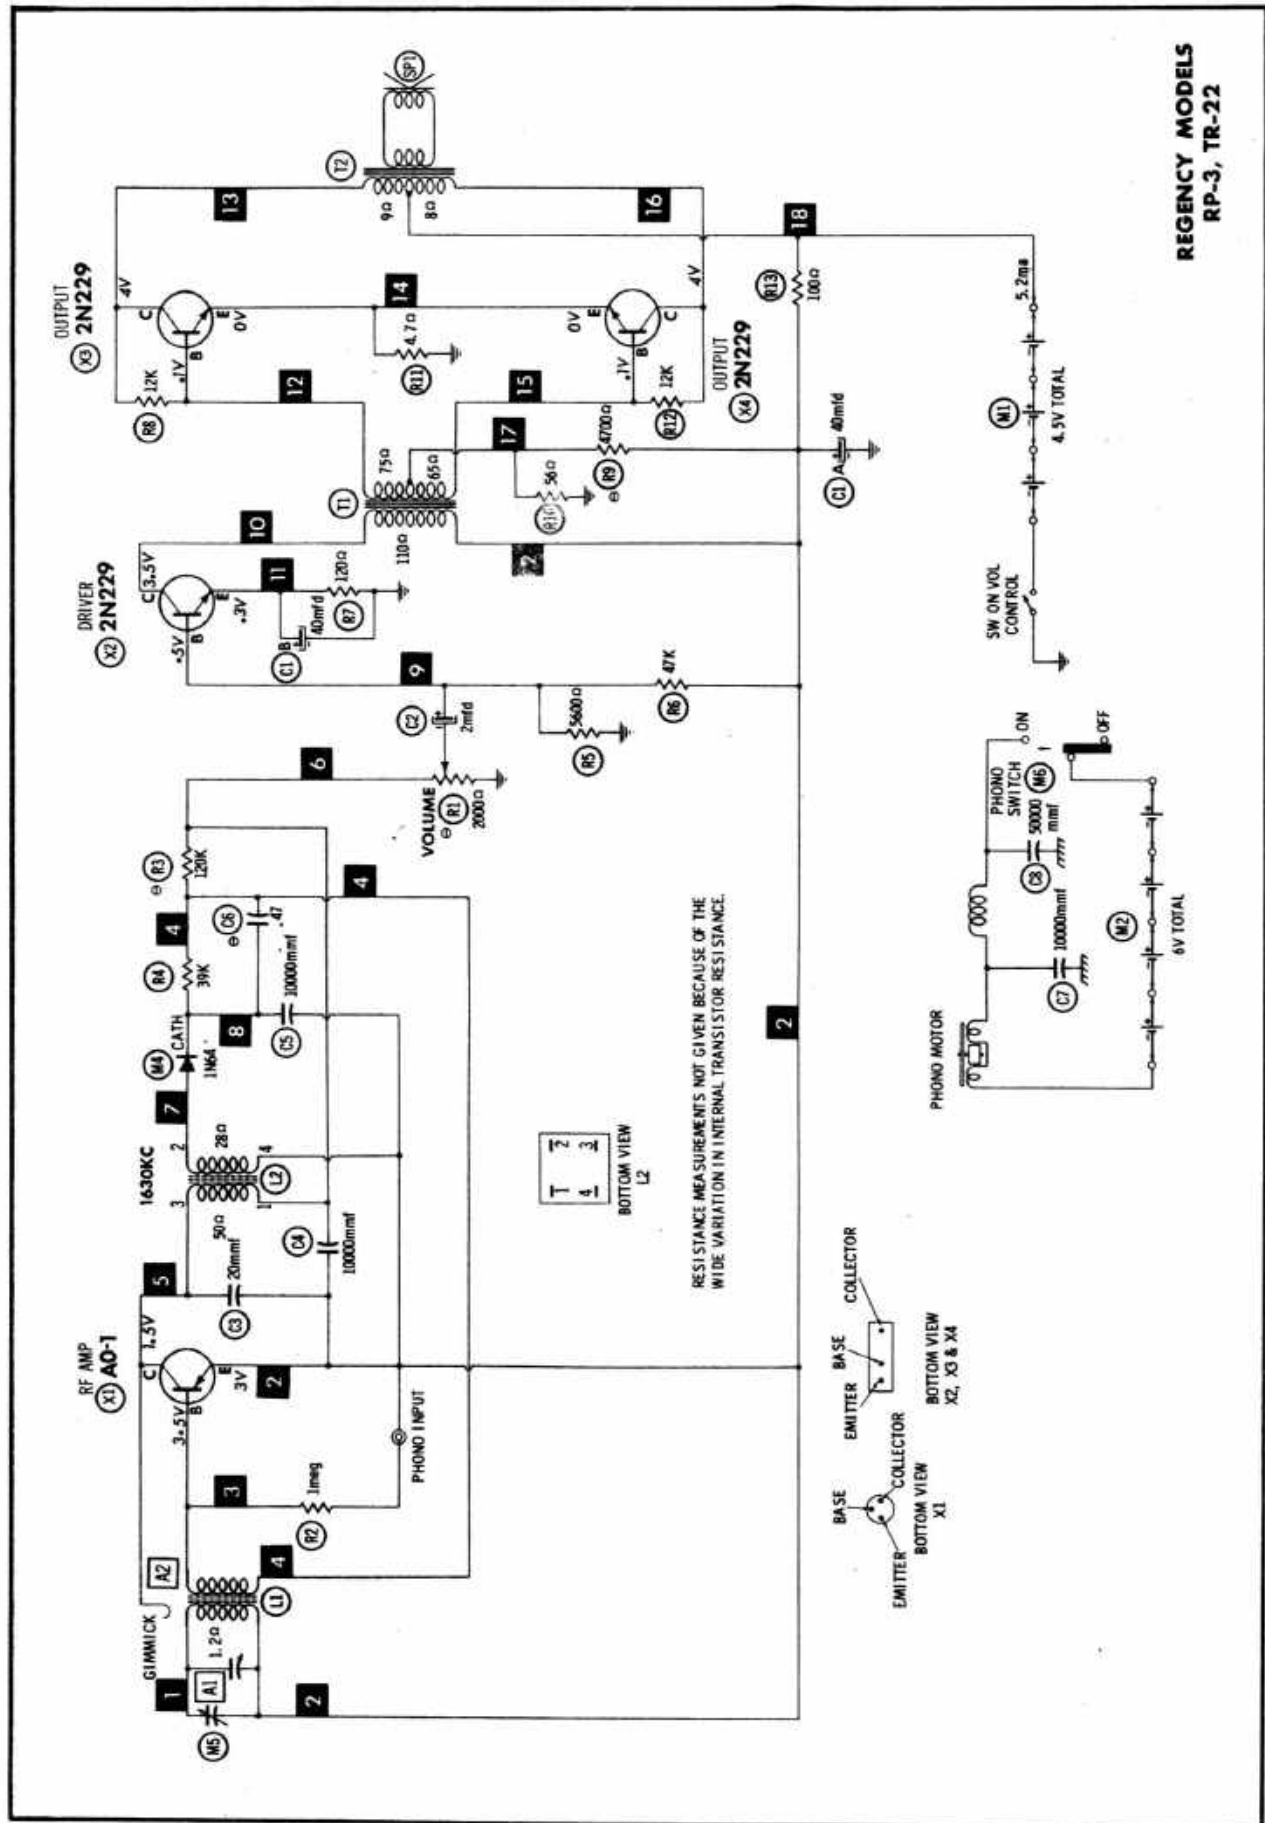 REGENCY MODELS
RP-3, TR-22
GIMMICK
A2
1
A1
M5
1.2Ω
L1
2
4
3
R2
1meg
PHONO INPUT
RF AMP
X1 AO-1
C
1.5V
3.5V
B
E
3V
2
5
C3
20mmf
50Ω
1630KC
3
2
1
4
28Ω
L2
C4
10000mmf
7
M4
CATH
1N64
8
C5
10000mmf
R4
39K
4
C6
.47
R3
120K
4
6
VOLUME
R1
2000Ω
C2
2mfd
9
R5
5600Ω
R6
47K
DRIVER
X2 2N229
C
3.5V
.5V
B
E
.3V
10
11
C1
B
40mfd
R7
120Ω
T1
110Ω
75Ω
65Ω
17
56Ω
R9
4700Ω
C1
A
40mfd
OUTPUT
X3 2N229
C
4V
.1V
B
E
0V
R8
12K
12
13
14
R11
4.7Ω
15
R12
12K
OUTPUT
X4 2N229
E
0V
.1V
B
C
4V
16
T2
9Ω
8Ω
SP1
18
R13
100Ω
2
RESISTANCE MEASUREMENTS NOT GIVEN BECAUSE OF THE
WIDE VARIATION IN INTERNAL TRANSISTOR RESISTANCE.
1 2
4 3
BOTTOM VIEW
L2
BASE
EMITTER
COLLECTOR
BOTTOM VIEW
X1
EMITTER
BASE
COLLECTOR
BOTTOM VIEW
X2, X3 & X4
PHONO MOTOR
C7
10000mmf
C8
50000
mmf
PHONO
SWITCH
M6
ON
OFF
M2
6V TOTAL
SW ON VOL
CONTROL
M1
4.5V TOTAL
5.2ma